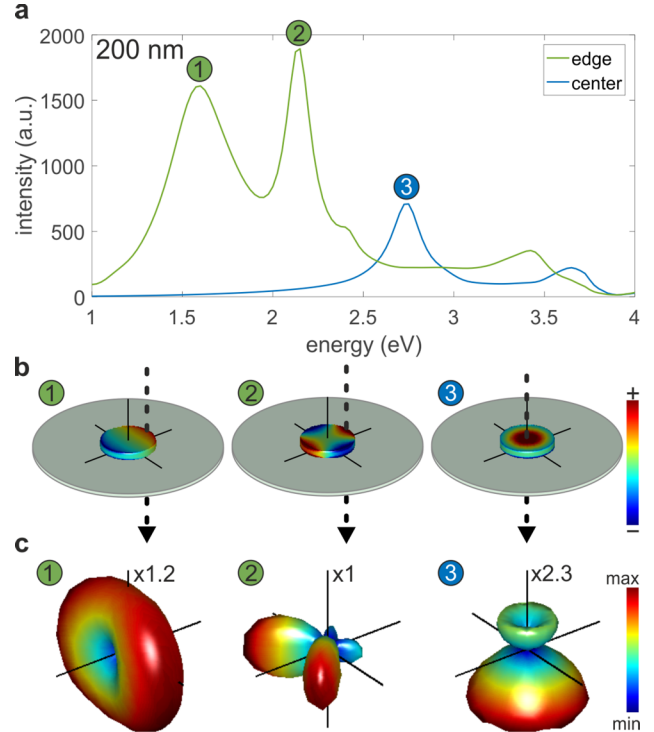 a
200 nm
1
2
3
edge
center
intensity (a.u.)
2000
1500
1000
500
0
1
1.5
2
2.5
3
3.5
4
energy (eV)
b
1
2
3
+
−
c
1
x1.2
2
x1
3
x2.3
max
min